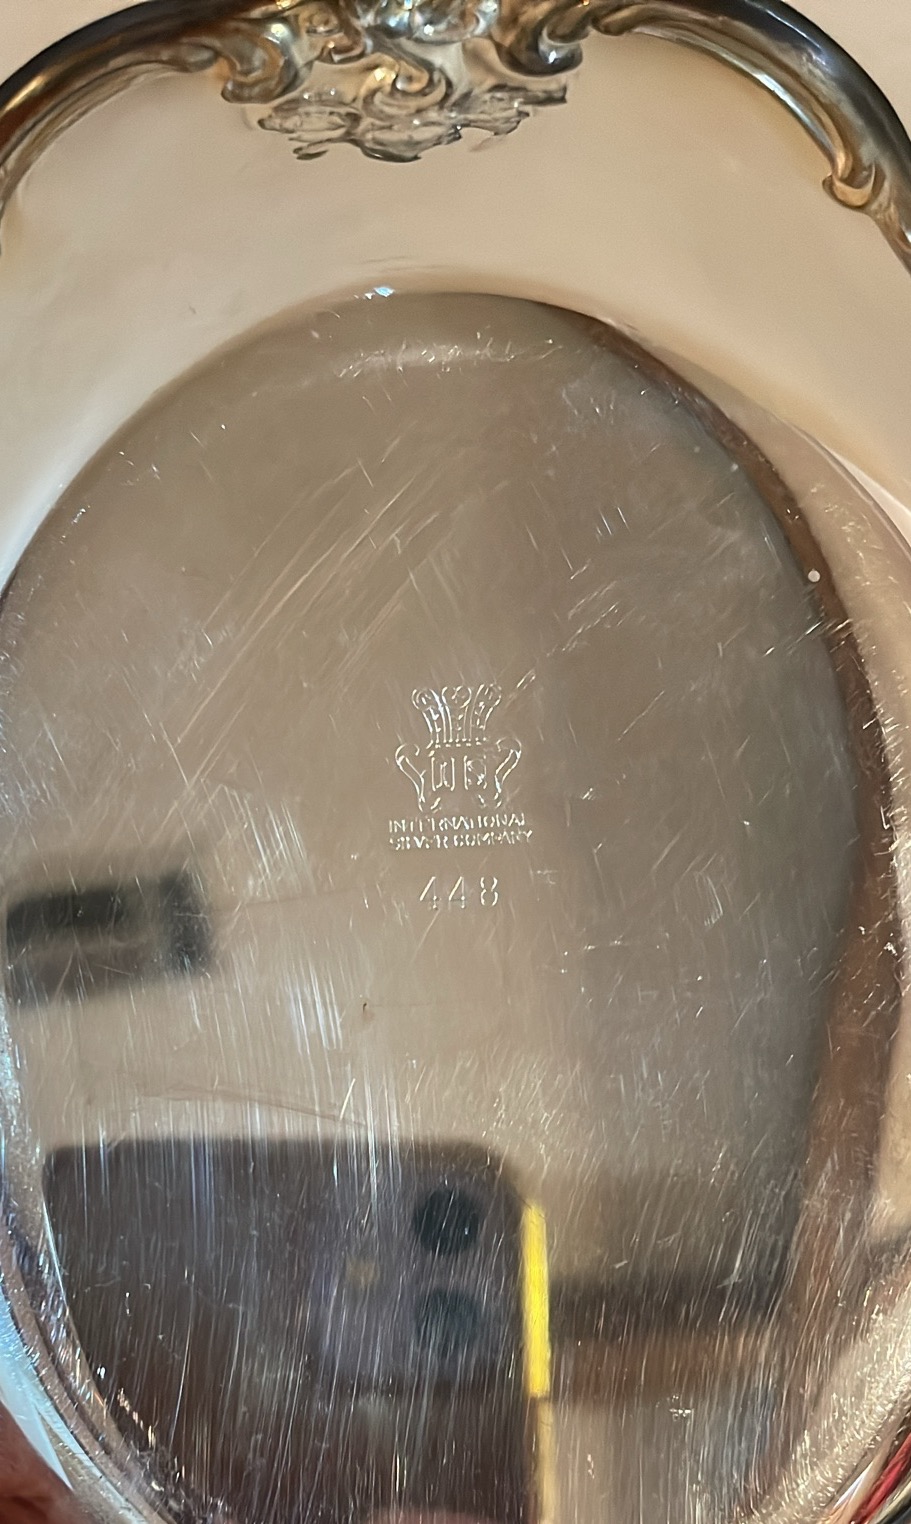 INTERNATIONAL
SILVER COMPANY
448